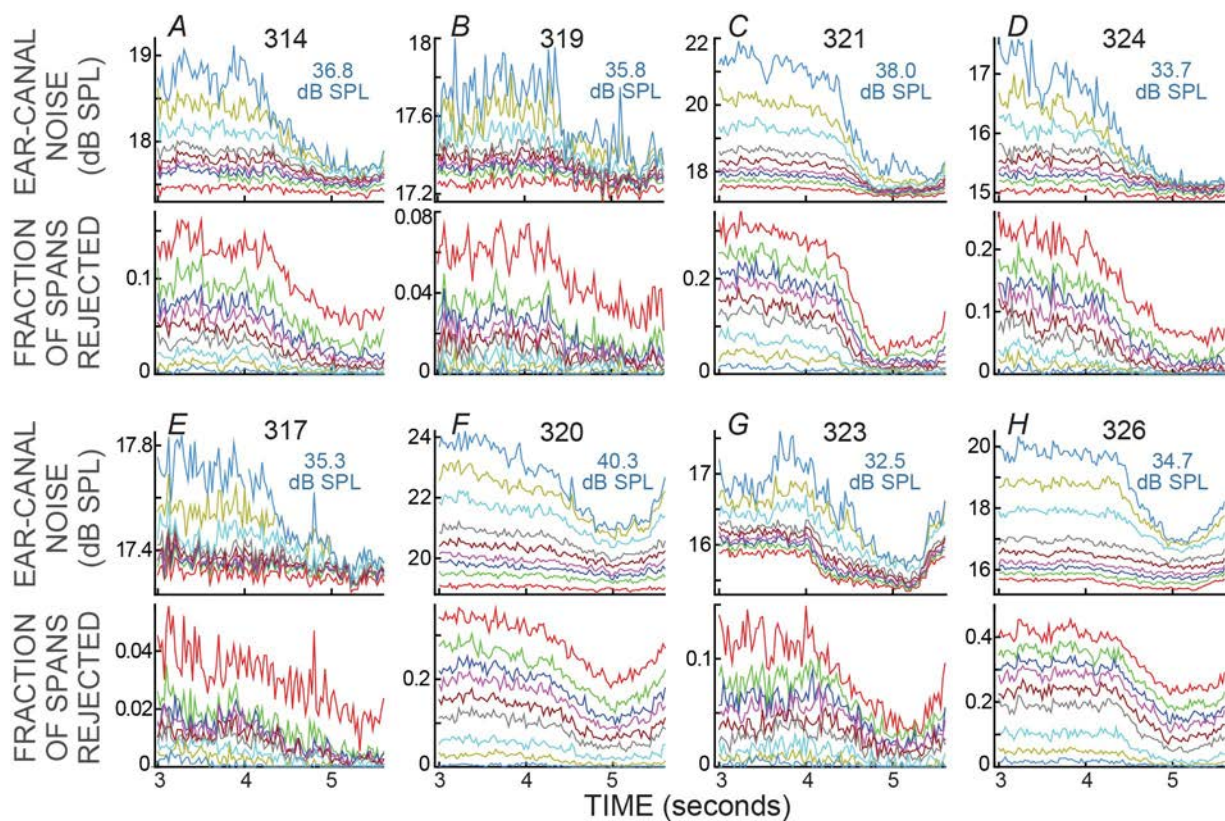 A 314 B 319 C 321 D 324
EAR-CANAL
NOISE
(dB SPL)
19
18
36.8
dB SPL
18
17.6
17.2
35.8
dB SPL
22
20
18
38.0
dB SPL
17
16
15
33.7
dB SPL
FRACTION
OF SPANS
REJECTED
0.1
0
0.08
0.04
0
0.2
0
0.2
0.1
0
E 317 F 320 G 323 H 326
EAR-CANAL
NOISE
(dB SPL)
17.8
17.4
35.3
dB SPL
24
22
20
40.3
dB SPL
17
16
32.5
dB SPL
20
18
16
34.7
dB SPL
FRACTION
OF SPANS
REJECTED
0.04
0.02
0
0.2
0
0.1
0
0.4
0.2
0
3 4 5 3 4 5 3 4 5 3 4 5
TIME (seconds)